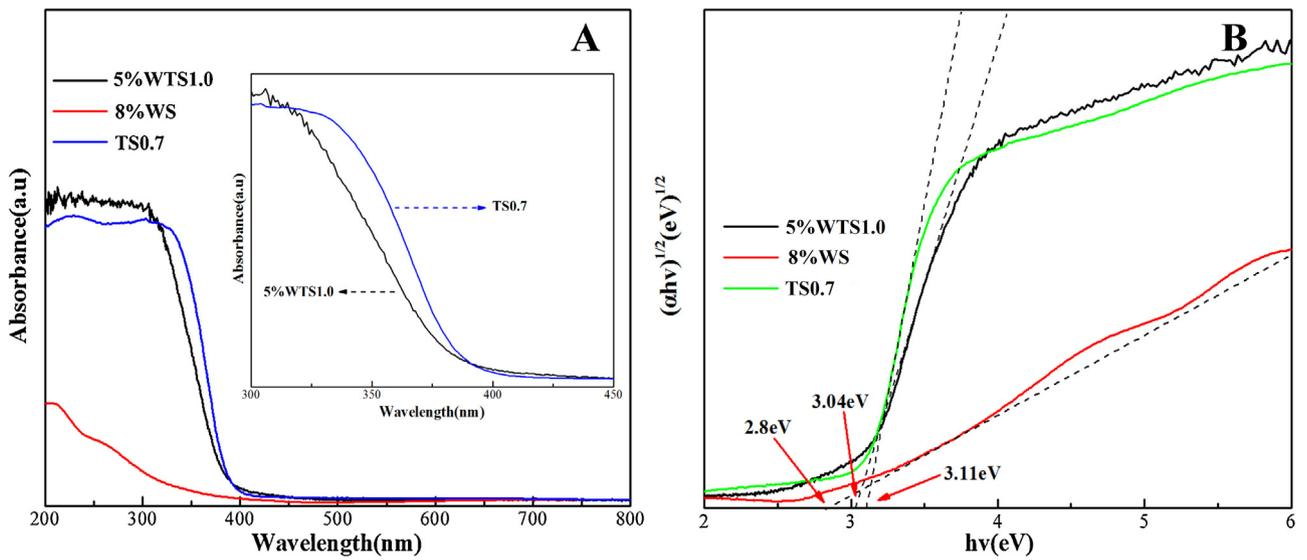 A
5%WTS1.0
8%WS
TS0.7
Absorbance(a.u)
200
300
400
500
600
700
800
Wavelength(nm)
Absorbance(a.u)
TS0.7
5%WTS1.0
300
350
400
450
Wavelength(nm)
B
(αhv)^1/2(eV)^1/2
5%WTS1.0
8%WS
TS0.7
3.04eV
2.8eV
3.11eV
2
3
4
5
6
hv(eV)